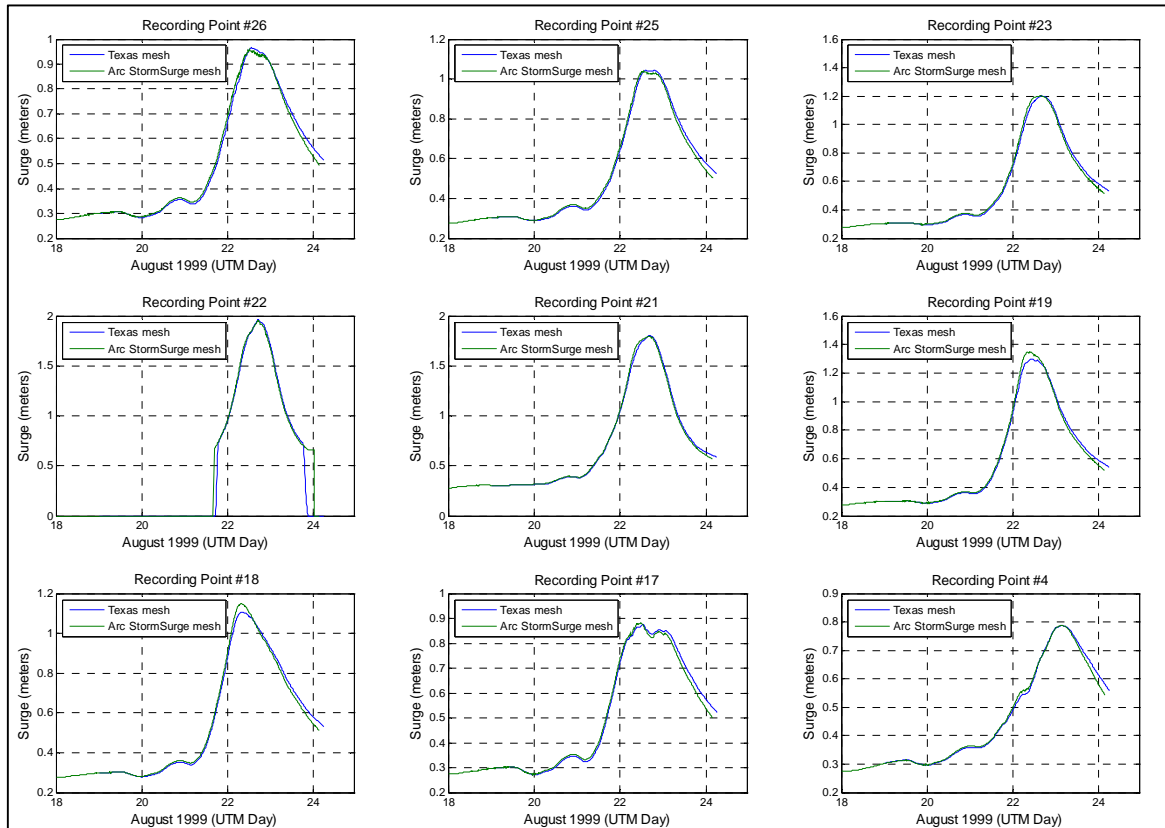 Recording Point #26
Texas mesh
Arc StormSurge mesh
Surge (meters)
1
0.9
0.8
0.7
0.6
0.5
0.4
0.3
0.2
18 20 22 24
August 1999 (UTM Day)
Recording Point #25
Texas mesh
Arc StormSurge mesh
Surge (meters)
1.2
1
0.8
0.6
0.4
0.2
18 20 22 24
August 1999 (UTM Day)
Recording Point #23
Texas mesh
Arc StormSurge mesh
Surge (meters)
1.6
1.4
1.2
1
0.8
0.6
0.4
0.2
18 20 22 24
August 1999 (UTM Day)
Recording Point #22
Texas mesh
Arc StormSurge mesh
Surge (meters)
2
1.5
1
0.5
0
18 20 22 24
August 1999 (UTM Day)
Recording Point #21
Texas mesh
Arc StormSurge mesh
Surge (meters)
2
1.5
1
0.5
0
18 20 22 24
August 1999 (UTM Day)
Recording Point #19
Texas mesh
Arc StormSurge mesh
Surge (meters)
1.6
1.4
1.2
1
0.8
0.6
0.4
0.2
18 20 22 24
August 1999 (UTM Day)
Recording Point #18
Texas mesh
Arc StormSurge mesh
Surge (meters)
1.2
1
0.8
0.6
0.4
0.2
18 20 22 24
August 1999 (UTM Day)
Recording Point #17
Texas mesh
Arc StormSurge mesh
Surge (meters)
1
0.9
0.8
0.7
0.6
0.5
0.4
0.3
0.2
18 20 22 24
August 1999 (UTM Day)
Recording Point #4
Texas mesh
Arc StormSurge mesh
Surge (meters)
0.9
0.8
0.7
0.6
0.5
0.4
0.3
0.2
18 20 22 24
August 1999 (UTM Day)